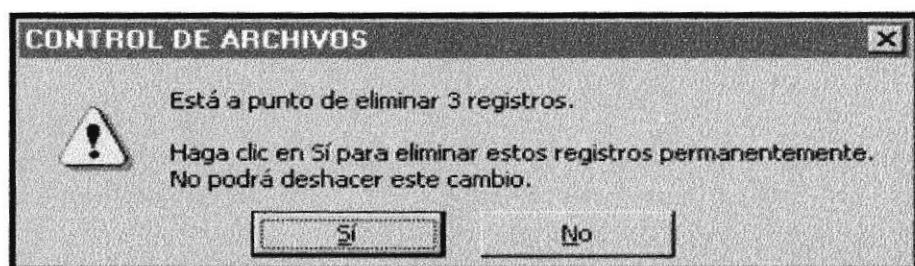 CONTROL DE ARCHIVOS
Está a punto de eliminar 3 registros.
Haga clic en Sí para eliminar estos registros permanentemente.
No podrá deshacer este cambio.
Sí
No